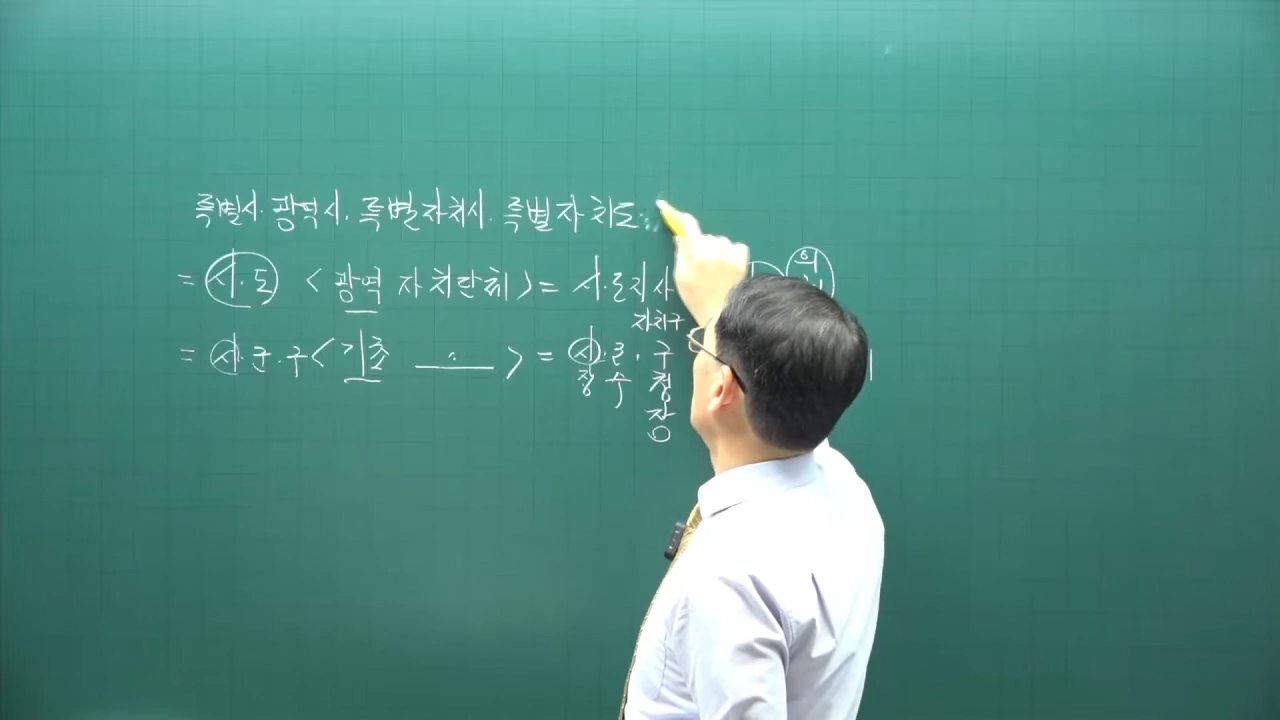 특별시. 광역시. 특별자치시. 특별자치도
= 시.도 <광역 자치단체> = 시.도지사 의
자치구
= 시.군.구 <기초 〃> = 시.군.구
장 수 청
장